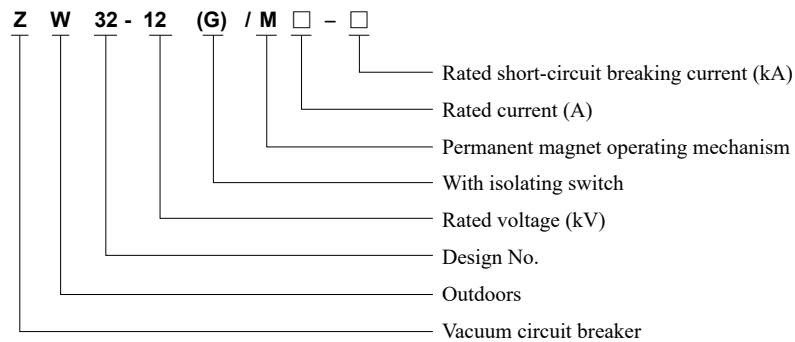 Z W 32 - 12 (G) / M □ – □
Rated short-circuit breaking current (kA)
Rated current (A)
Permanent magnet operating mechanism
With isolating switch
Rated voltage (kV)
Design No.
Outdoors
Vacuum circuit breaker